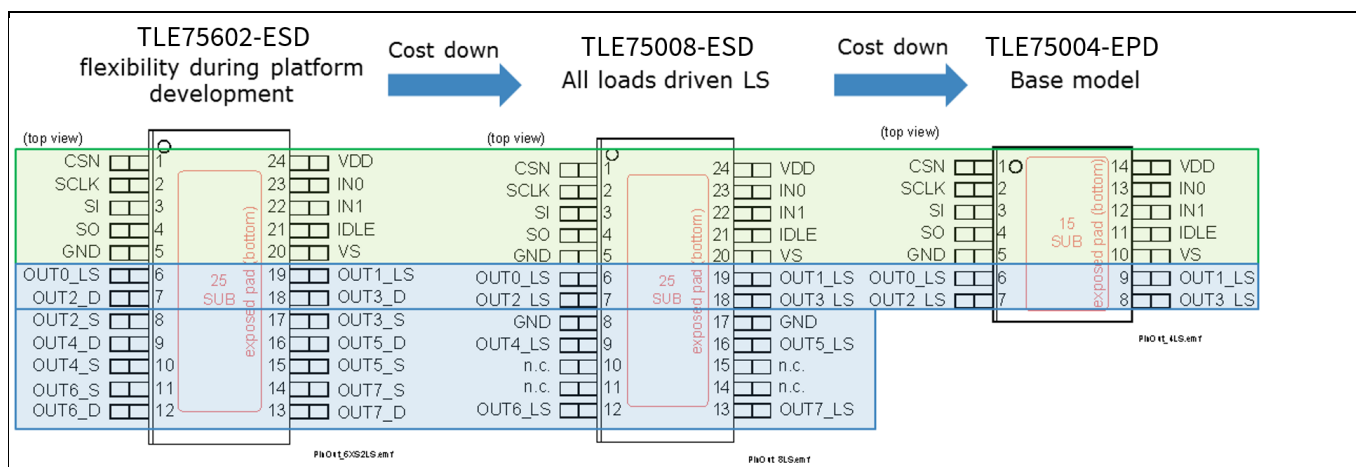 TLE75602-ESD
flexibility during platform
development
Cost down
TLE75008-ESD
All loads driven LS
Cost down
TLE75004-EPD
Base model
(top view)
CSN 1 24 VDD
SCLK 2 23 IN0
SI 3 22 IN1
SO 4 21 IDLE
GND 5 20 VS
OUT0_LS 6 19 OUT1_LS
OUT2_D 7 18 OUT3_D
OUT2_S 8 17 OUT3_S
OUT4_D 9 16 OUT5_D
OUT4_S 10 15 OUT5_S
OUT6_S 11 14 OUT7_S
OUT6_D 12 13 OUT7_D
25
SUB
exposed pad (bottom)
PinOut_6XS2LS.emf
(top view)
CSN 1 24 VDD
SCLK 2 23 IN0
SI 3 22 IN1
SO 4 21 IDLE
GND 5 20 VS
OUT0_LS 6 19 OUT1_LS
OUT2_LS 7 18 OUT3_LS
GND 8 17 GND
OUT4_LS 9 16 OUT5_LS
n.c. 10 15 n.c.
n.c. 11 14 n.c.
OUT6_LS 12 13 OUT7_LS
25
SUB
exposed pad (bottom)
PinOut_8LS.emf
(top view)
CSN 1 14 VDD
SCLK 2 13 IN0
SI 3 12 IN1
SO 4 11 IDLE
GND 5 10 VS
OUT0_LS 6 9 OUT1_LS
OUT2_LS 7 8 OUT3_LS
15
SUB
exposed pad (bottom)
PinOut_4LS.emf